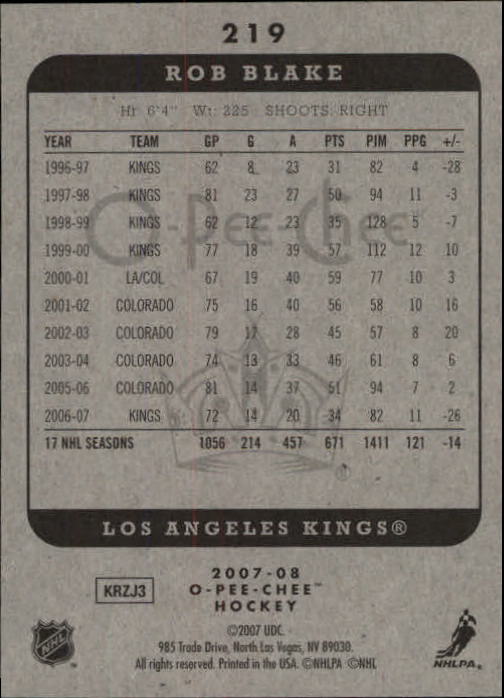 219
ROB BLAKE
Ht: 6'4" Wt: 225 SHOOTS: RIGHT
YEAR TEAM GP G A PTS PIM PPG +/-
1996-97 KINGS 62 8 23 31 82 4 -28
1997-98 KINGS 81 23 27 50 94 11 -3
1998-99 KINGS 62 12 23 35 128 5 -7
1999-00 KINGS 77 18 39 57 112 12 10
2000-01 LA/COL 67 19 40 59 77 10 3
2001-02 COLORADO 75 16 40 56 58 10 16
2002-03 COLORADO 79 17 28 45 57 8 20
2003-04 COLORADO 74 13 33 46 61 8 6
2005-06 COLORADO 81 14 37 51 94 7 2
2006-07 KINGS 72 14 20 34 82 11 -26
17 NHL SEASONS 1056 214 457 671 1411 121 -14
O-Pee-Chee
®
LOS ANGELES KINGS®
2007-08
KRZJ3 O-PEE-CHEE™
HOCKEY
©2007 UDC.
985 Trade Drive, North Las Vegas, NV 89030.
All rights reserved. Printed in the USA. ©NHLPA ©NHL
NHL
NHLPA®